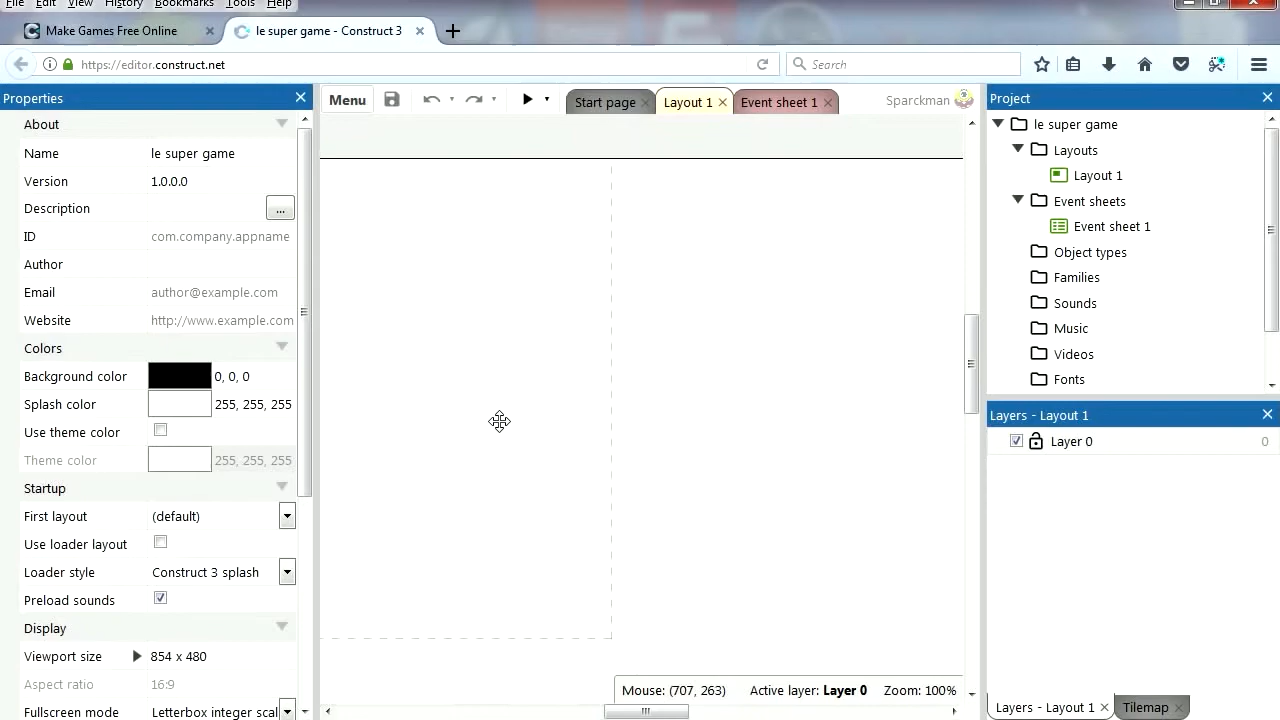 File Edit View History Bookmarks Tools Help
Make Games Free Online
le super game - Construct 3
https://editor.construct.net
Search
Properties
About
Name le super game
Version 1.0.0.0
Description ...
ID com.company.appname
Author
Email author@example.com
Website http://www.example.com
Colors
Background color 0, 0, 0
Splash color 255, 255, 255
Use theme color
Theme color 255, 255, 255
Startup
First layout (default)
Use loader layout
Loader style Construct 3 splash
Preload sounds
Display
Viewport size 854 x 480
Aspect ratio 16:9
Fullscreen mode Letterbox integer scal
Menu
Start page
Layout 1
Event sheet 1
Sparckman
Mouse: (707, 263) Active layer: Layer 0 Zoom: 100%
Project
le super game
Layouts
Layout 1
Event sheets
Event sheet 1
Object types
Families
Sounds
Music
Videos
Fonts
Layers - Layout 1
Layer 0 0
Layers - Layout 1
Tilemap